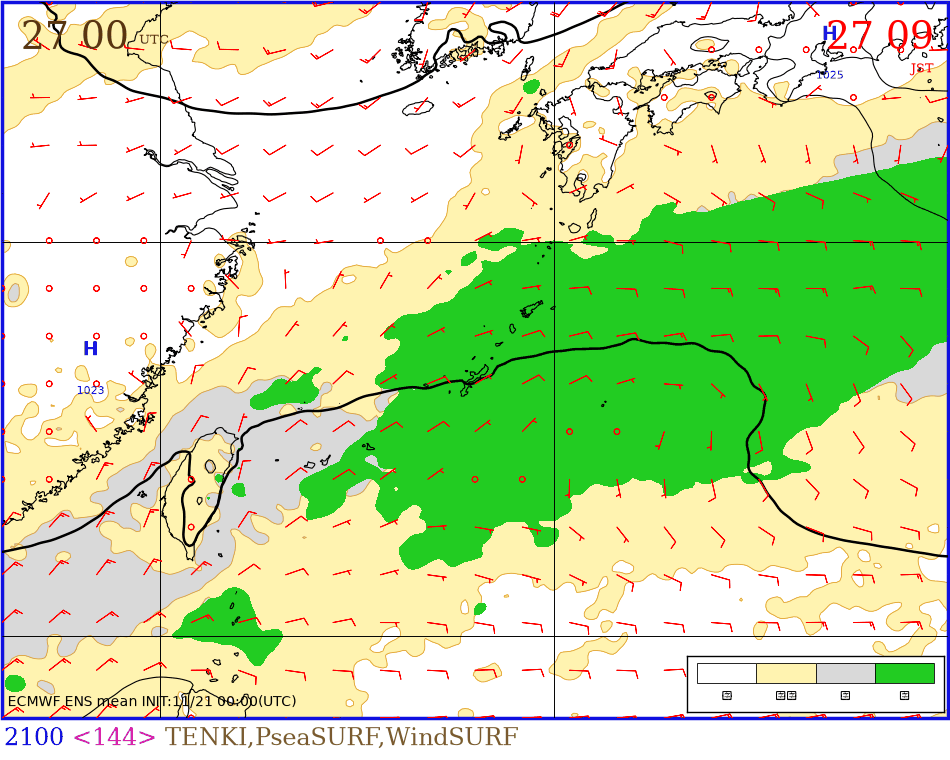 27 00 UTC
H 27 09
1025 JST
H
1023
ECMWF ENS mean INIT:11/21 00:00(UTC)
2100 <144> TENKI,PseaSURF,WindSURF